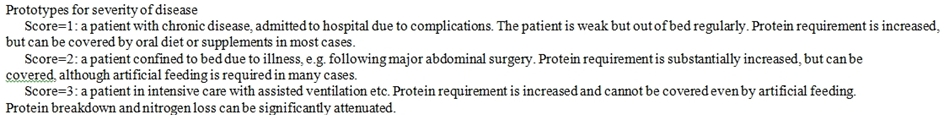 Prototypes for severity of disease
Score=1: a patient with chronic disease, admitted to hospital due to complications. The patient is weak but out of bed regularly. Protein requirement is increased,
but can be covered by oral diet or supplements in most cases.
Score=2: a patient confined to bed due to illness, e.g. following major abdominal surgery. Protein requirement is substantially increased, but can be
covered, although artificial feeding is required in many cases.
Score=3: a patient in intensive care with assisted ventilation etc. Protein requirement is increased and cannot be covered even by artificial feeding.
Protein breakdown and nitrogen loss can be significantly attenuated.